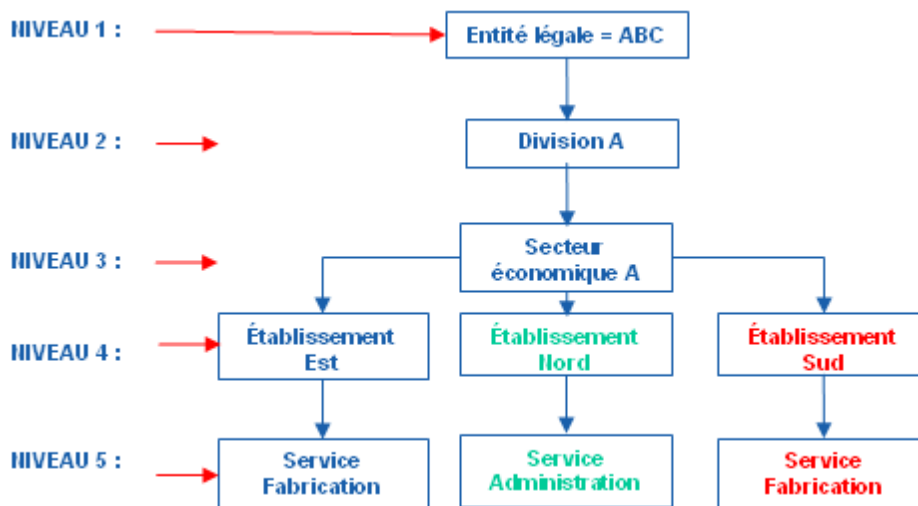 NIVEAU 1 :
Entité légale = ABC
NIVEAU 2 :
Division A
NIVEAU 3 :
Secteur
économique A
NIVEAU 4 :
Établissement
Est
Établissement
Nord
Établissement
Sud
NIVEAU 5 :
Service
Fabrication
Service
Administration
Service
Fabrication